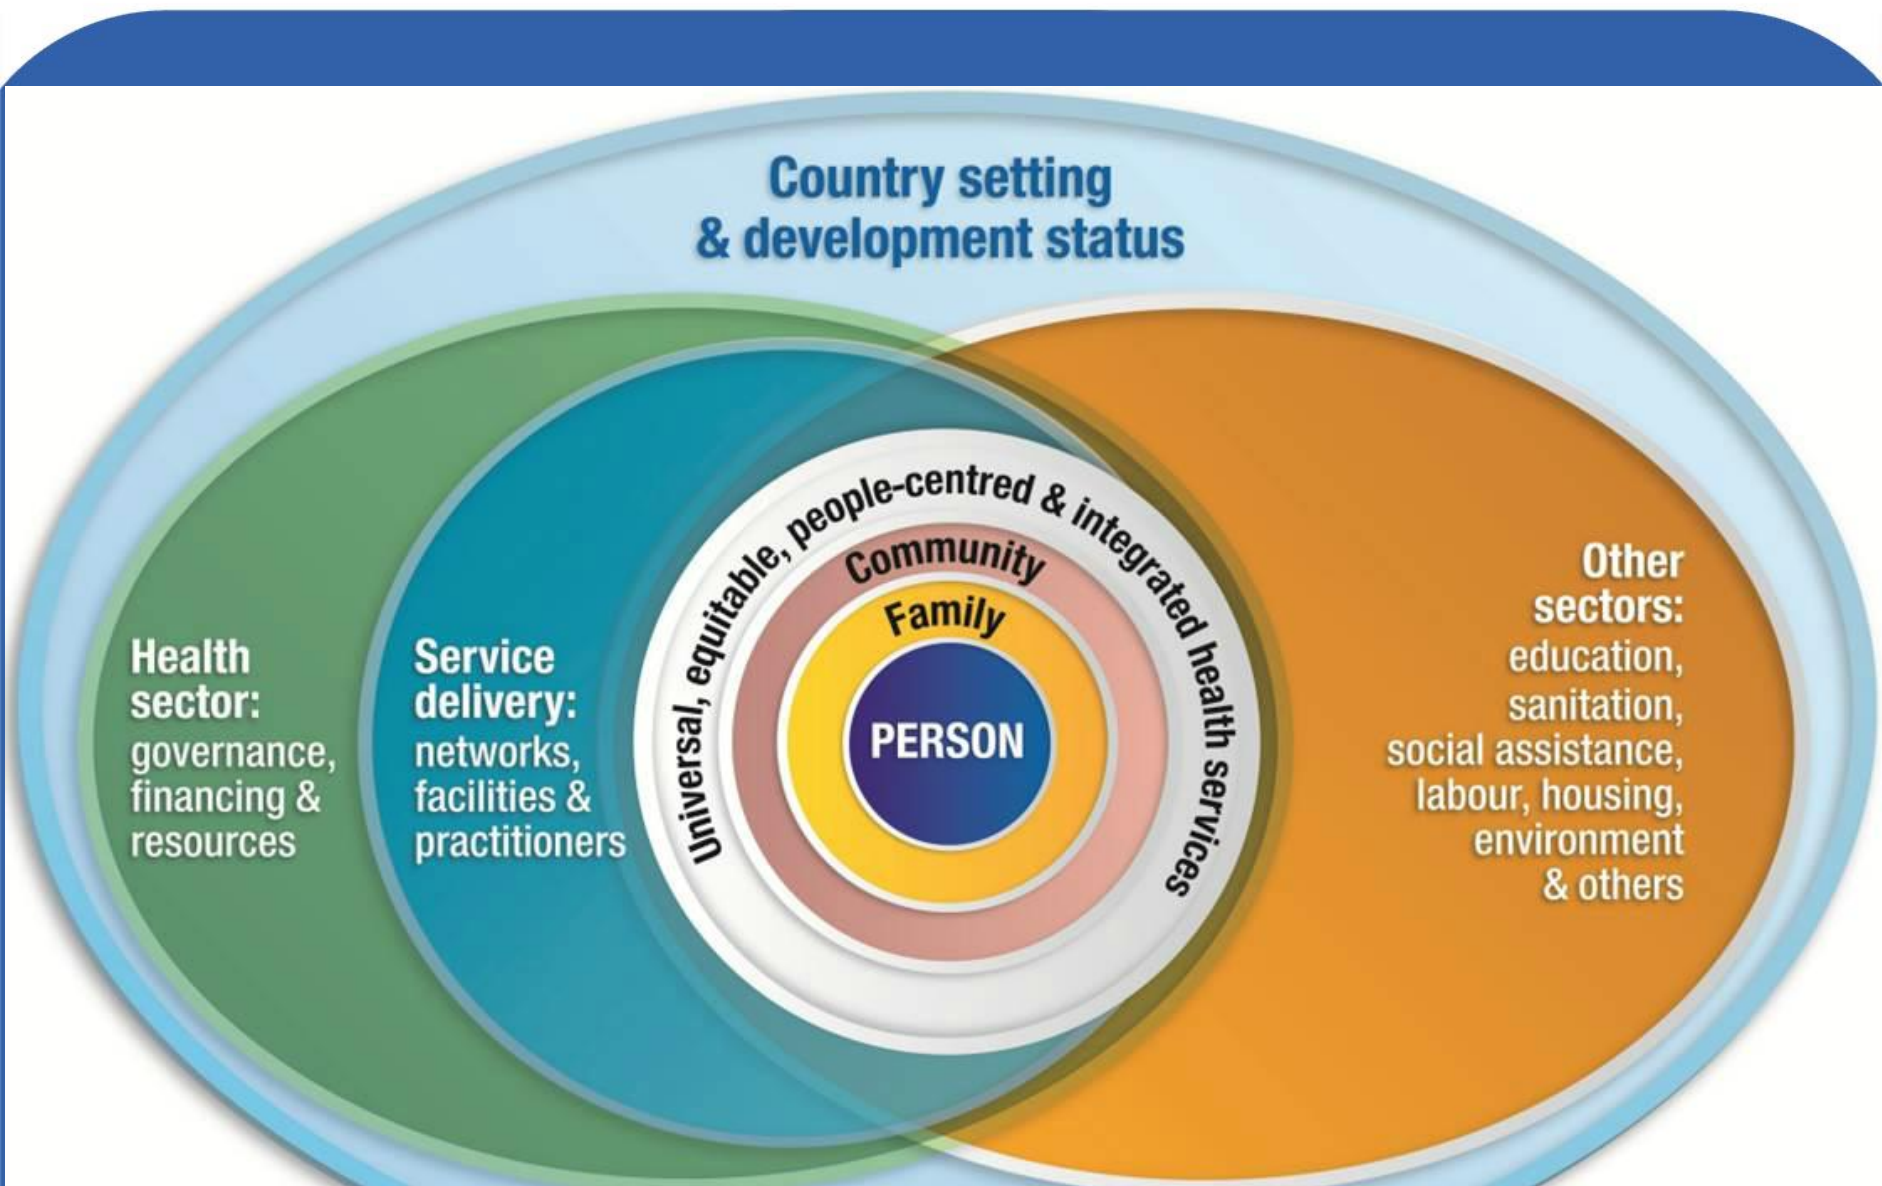 Country setting
& development status
Health
sector:
governance,
financing &
resources
Service
delivery:
networks,
facilities &
practitioners
Universal, equitable, people-centred & integrated health services
Community
Family
PERSON
Other
sectors:
education,
sanitation,
social assistance,
labour, housing,
environment
& others